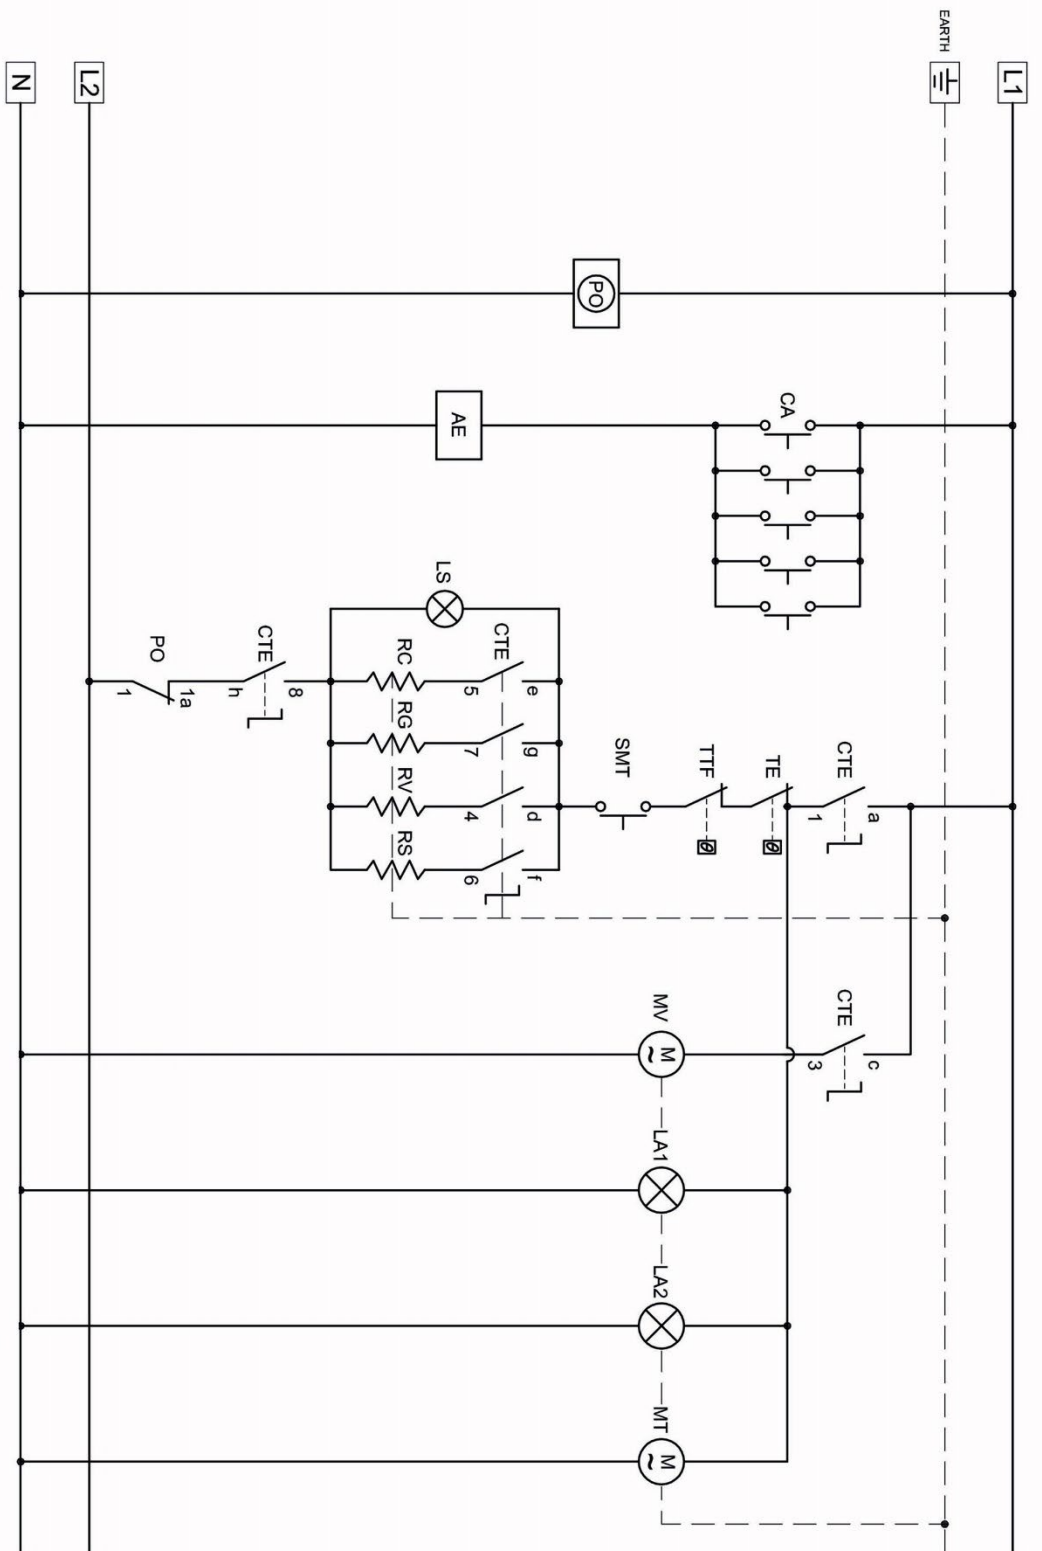 L1
EARTH
L2
N
PO
CA
AE
LS
CTE
e
5
RC
g
7
RG
d
4
RV
f
6
RS
CTE
8
h
PO
1a
1
CTE
a
1
TE
θ
TTF
θ
SMT
CTE
c
3
MV
M
~
LA1
LA2
MT
M
~